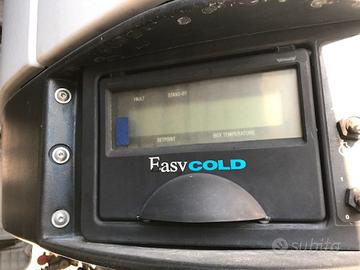 FAULT STAND-BY
SETPOINT BOX TEMPERATURE
EasyCOLD
subito